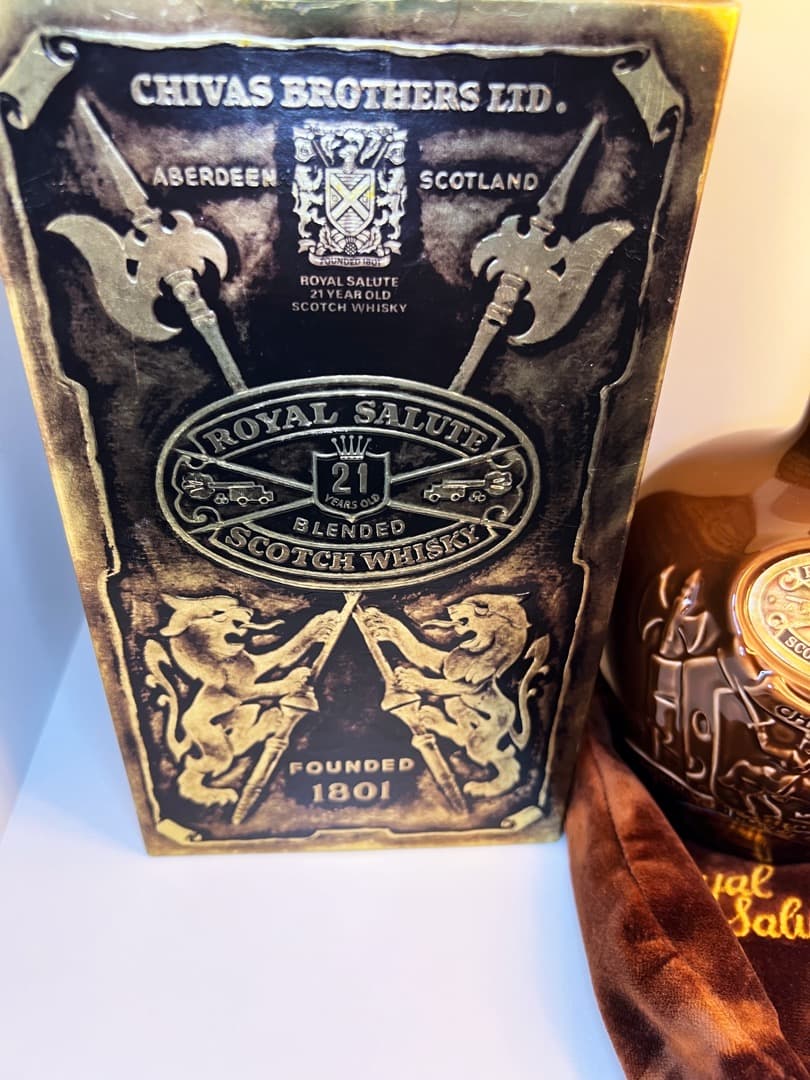 CHIVAS BROTHERS LTD.
ABERDEEN SCOTLAND
FOUNDED 1801
ROYAL SALUTE
21 YEAR OLD
SCOTCH WHISKY
ROYAL SALUTE
21
YEARS OLD
BLENDED
SCOTCH WHISKY
FOUNDED
1801